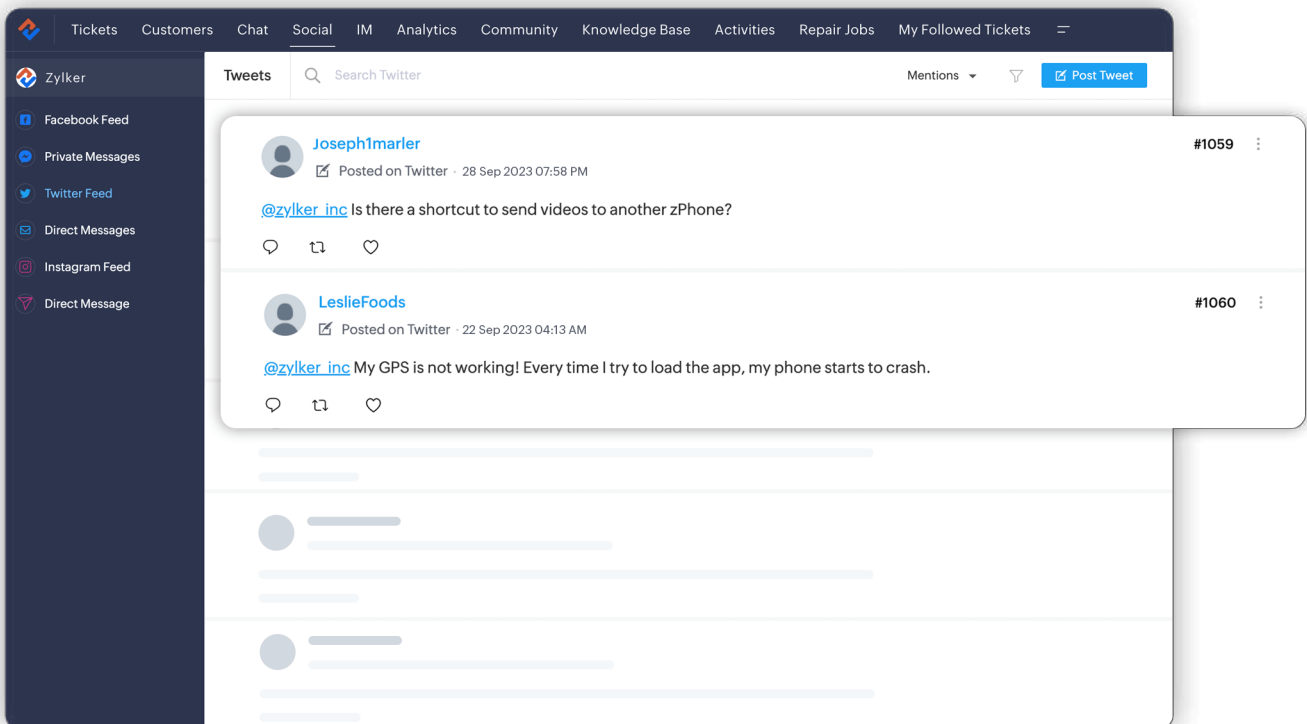 Tickets Customers Chat Social IM Analytics Community Knowledge Base Activities Repair Jobs My Followed Tickets
Zylker
Facebook Feed
Private Messages
Twitter Feed
Direct Messages
Instagram Feed
Direct Message
Tweets Search Twitter Mentions Post Tweet
Joseph1marler #1059
Posted on Twitter · 28 Sep 2023 07:58 PM
@zylker_inc Is there a shortcut to send videos to another zPhone?
LeslieFoods #1060
Posted on Twitter · 22 Sep 2023 04:13 AM
@zylker_inc My GPS is not working! Every time I try to load the app, my phone starts to crash.